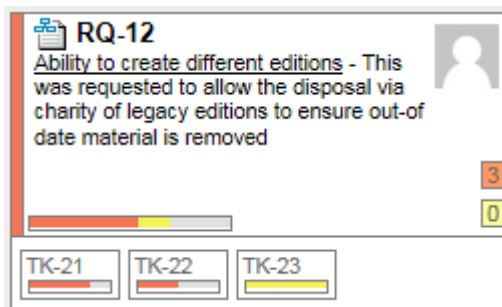 RQ-12
Ability to create different editions - This
was requested to allow the disposal via
charity of legacy editions to ensure out-of
date material is removed
3
0
TK-21 TK-22 TK-23